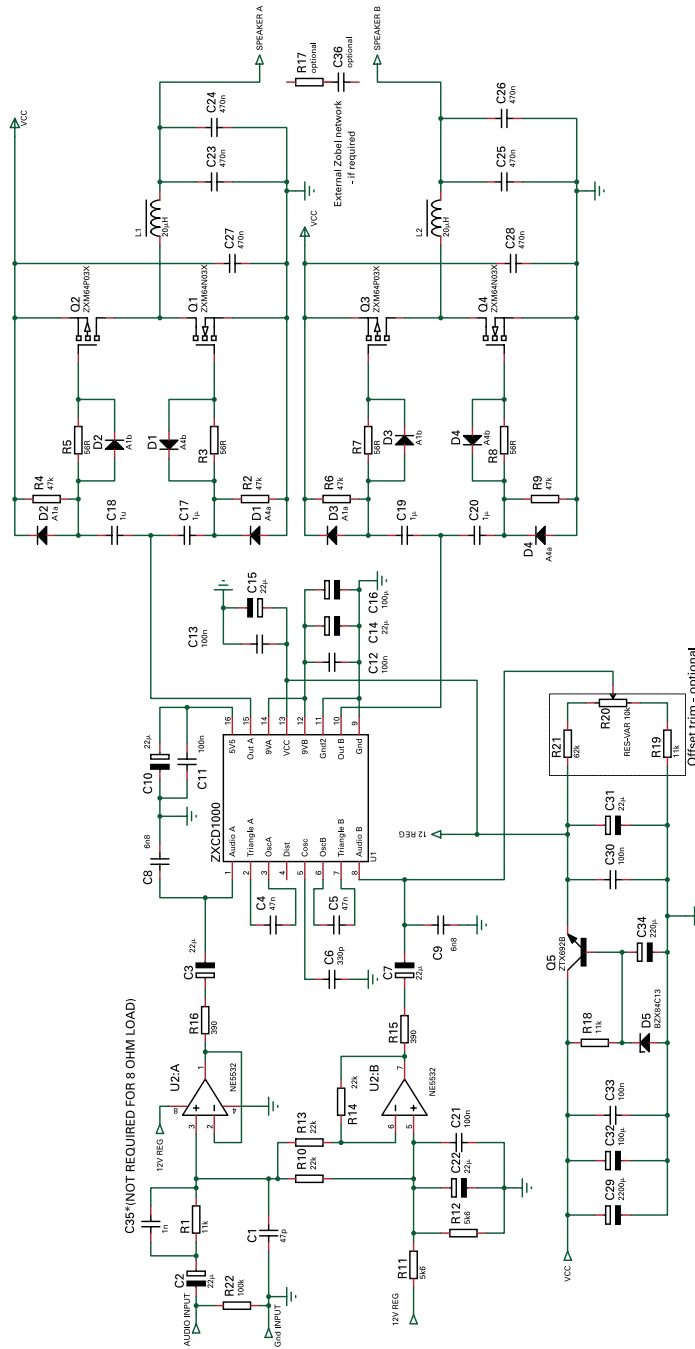 SPEAKER A
R17
optional
C36
optional
SPEAKER B
External Zobel network
- if required
VCC
C24
470n
C23
470n
L1
20µH
C27
470n
Q2
ZXM64P03X
Q1
ZXM64N03X
C26
470n
C25
470n
VCC
L2
20µH
C28
470n
Q3
ZXM64P03X
Q4
ZXM64N03X
R5
56R
D2
A1b
D1
A4b
R3
56R
R4
47k
D2
A1a
C18
1u
C17
1µ
R2
47k
D1
A4a
R7
56R
D3
A1b
D4
A4b
R8
56R
R6
47k
D3
A1a
C19
1µ
C20
1µ
R9
47k
D4
A4a
C13
100n
C15
22µ
C12
100n
C14
22µ
C16
100µ
C10
22µ
C11
100n
C8
6n8
ZXCD1000
U1
16
5V5
15
Out A
14
9VA
13
VCC
12
9VB
11
Gnd2
10
Out B
9
Gnd
1
Audio A
2
Triangle A
3
OscA
4
Dist
5
Cosc
6
OscB
7
Triangle B
8
Audio B
C4
47n
C5
47n
C6
330p
C9
6n8
C3
22µ
R16
390
C7
22µ
R15
390
U2:A
NE5532
3
2
1
8
4
12V REG
U2:B
NE5532
6
5
7
R14
22k
R13
22k
R10
22k
C35*(NOT REQUIRED FOR 8 OHM LOAD)
1n
R1
11k
C2
22µ
R22
100k
C1
47p
AUDIO INPUT
Gnd INPUT
12V REG
R11
5k6
R12
5k6
C22
22µ
C21
100n
12 REG
R21
62k
R20
RES-VAR 10k
R19
11k
Offset trim - optional
C31
22µ
C30
100n
Q5
ZTX692B
C34
220µ
R18
11k
D5
BZX84C13
C33
100n
C32
100µ
C29
2200µ
VCC